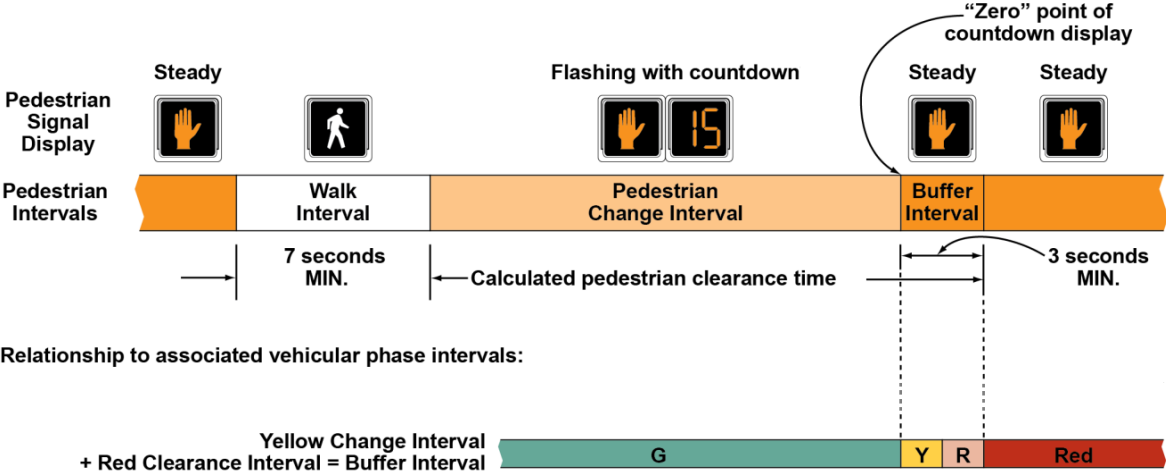 “Zero” point of
countdown display
Steady
Flashing with countdown
Steady
Steady
Pedestrian
Signal
Display
15
Pedestrian
Intervals
Walk
Interval
Pedestrian
Change Interval
Buffer
Interval
7 seconds
MIN.
Calculated pedestrian clearance time
3 seconds
MIN.
Relationship to associated vehicular phase intervals:
Yellow Change Interval
+ Red Clearance Interval = Buffer Interval
G
Y
R
Red